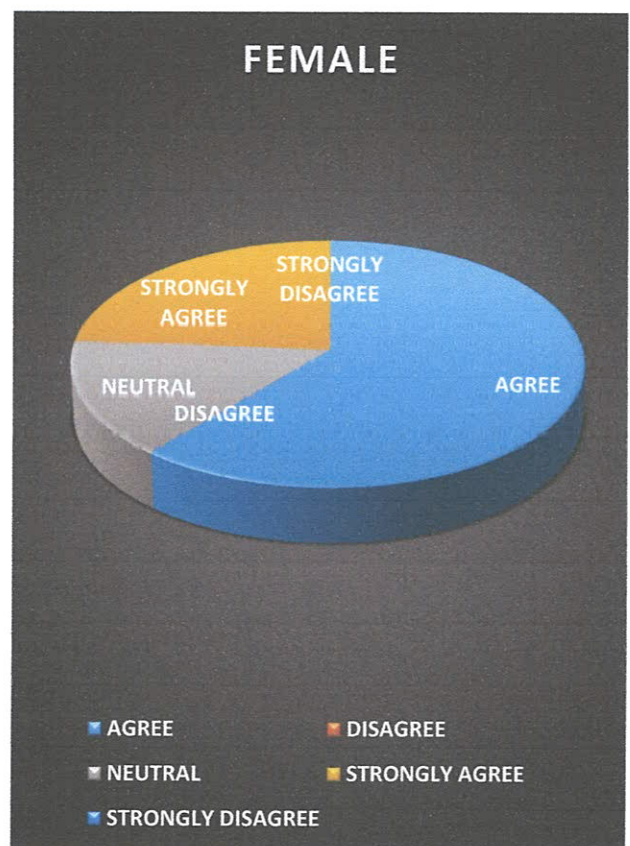 FEMALE
STRONGLY
DISAGREE
STRONGLY
AGREE
NEUTRAL
DISAGREE
AGREE
AGREE
DISAGREE
NEUTRAL
STRONGLY AGREE
STRONGLY DISAGREE